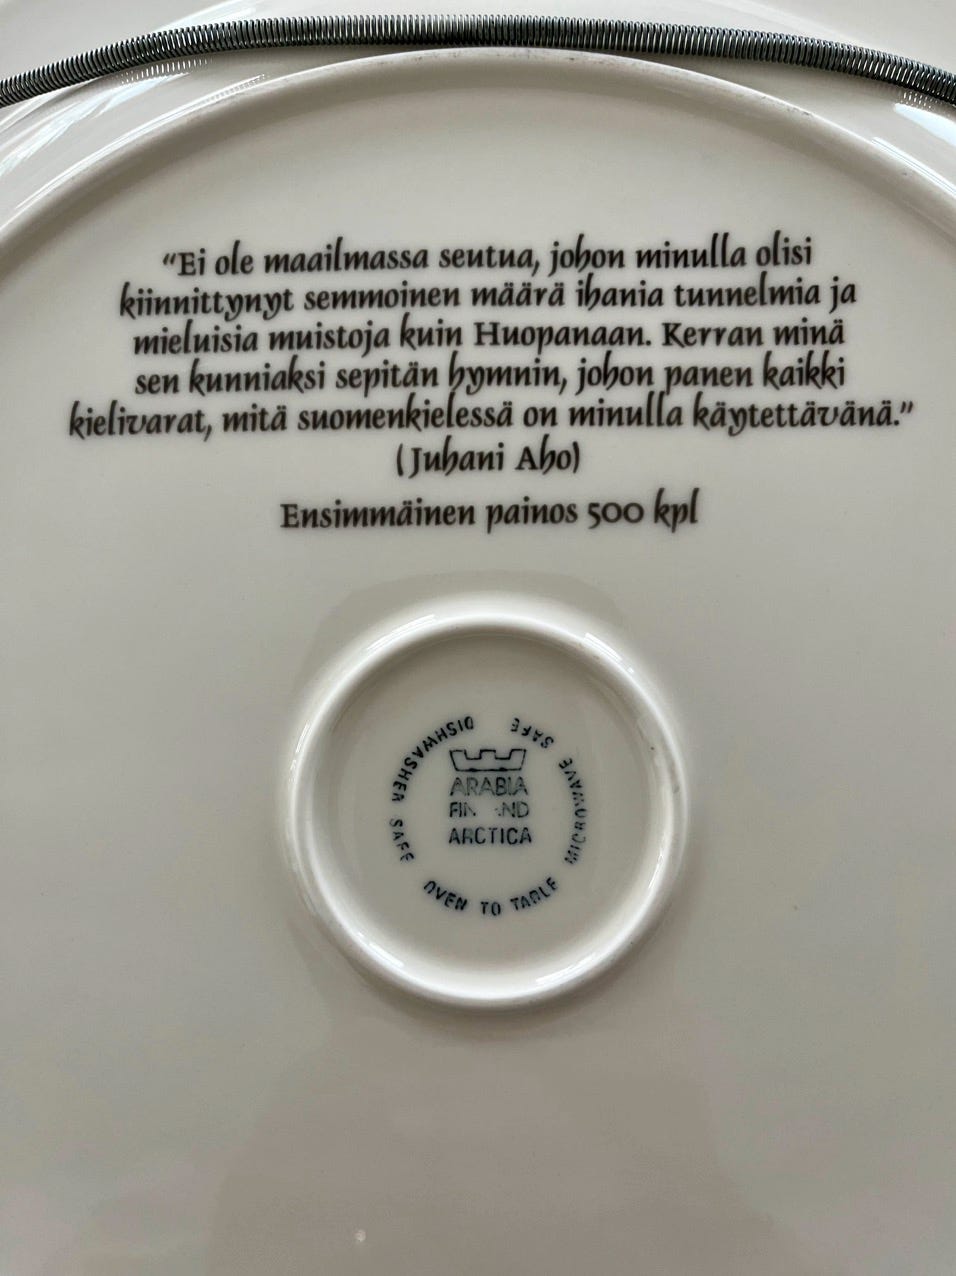 “Ei ole maailmassa seutua, johon minulla olisi
kiinnittynyt semmoinen määrä ihania tunnelmia ja
mieluisia muistoja kuin Huopanaan. Kerran minä
sen kunniaksi sepitän hymnin, johon panen kaikki
kielivarat, mitä suomenkielessä on minulla käytettävänä.”
(Juhani Aho)
Ensimmäinen painos 500 kpl
ARABIA
FINLAND
ARCTICA
DISHWASHER SAFE
OVEN TO TABLE
MICROWAVE SAFE